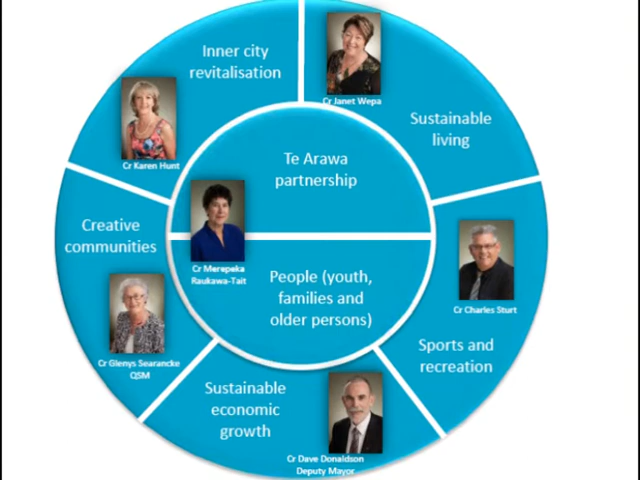 Inner city
revitalisation
Cr Karen Hunt
Cr Janet Wepa
Sustainable
living
Te Arawa
partnership
Creative
communities
Cr Merepeka
Raukawa-Tait
People (youth,
families and
older persons)
Cr Charles Sturt
Cr Glenys Searancke
QSM
Sports and
recreation
Sustainable
economic
growth
Cr Dave Donaldson
Deputy Mayor